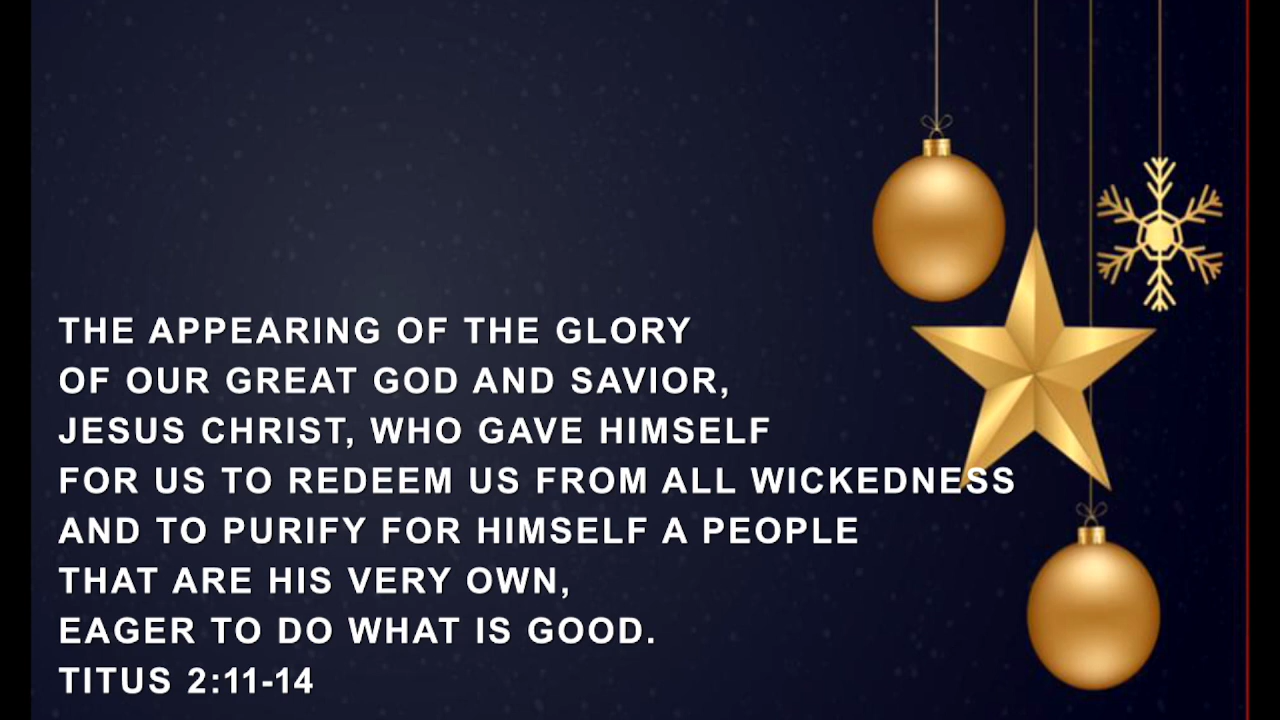 THE APPEARING OF THE GLORY
OF OUR GREAT GOD AND SAVIOR,
JESUS CHRIST, WHO GAVE HIMSELF
FOR US TO REDEEM US FROM ALL WICKEDNESS
AND TO PURIFY FOR HIMSELF A PEOPLE
THAT ARE HIS VERY OWN,
EAGER TO DO WHAT IS GOOD.
TITUS 2:11-14